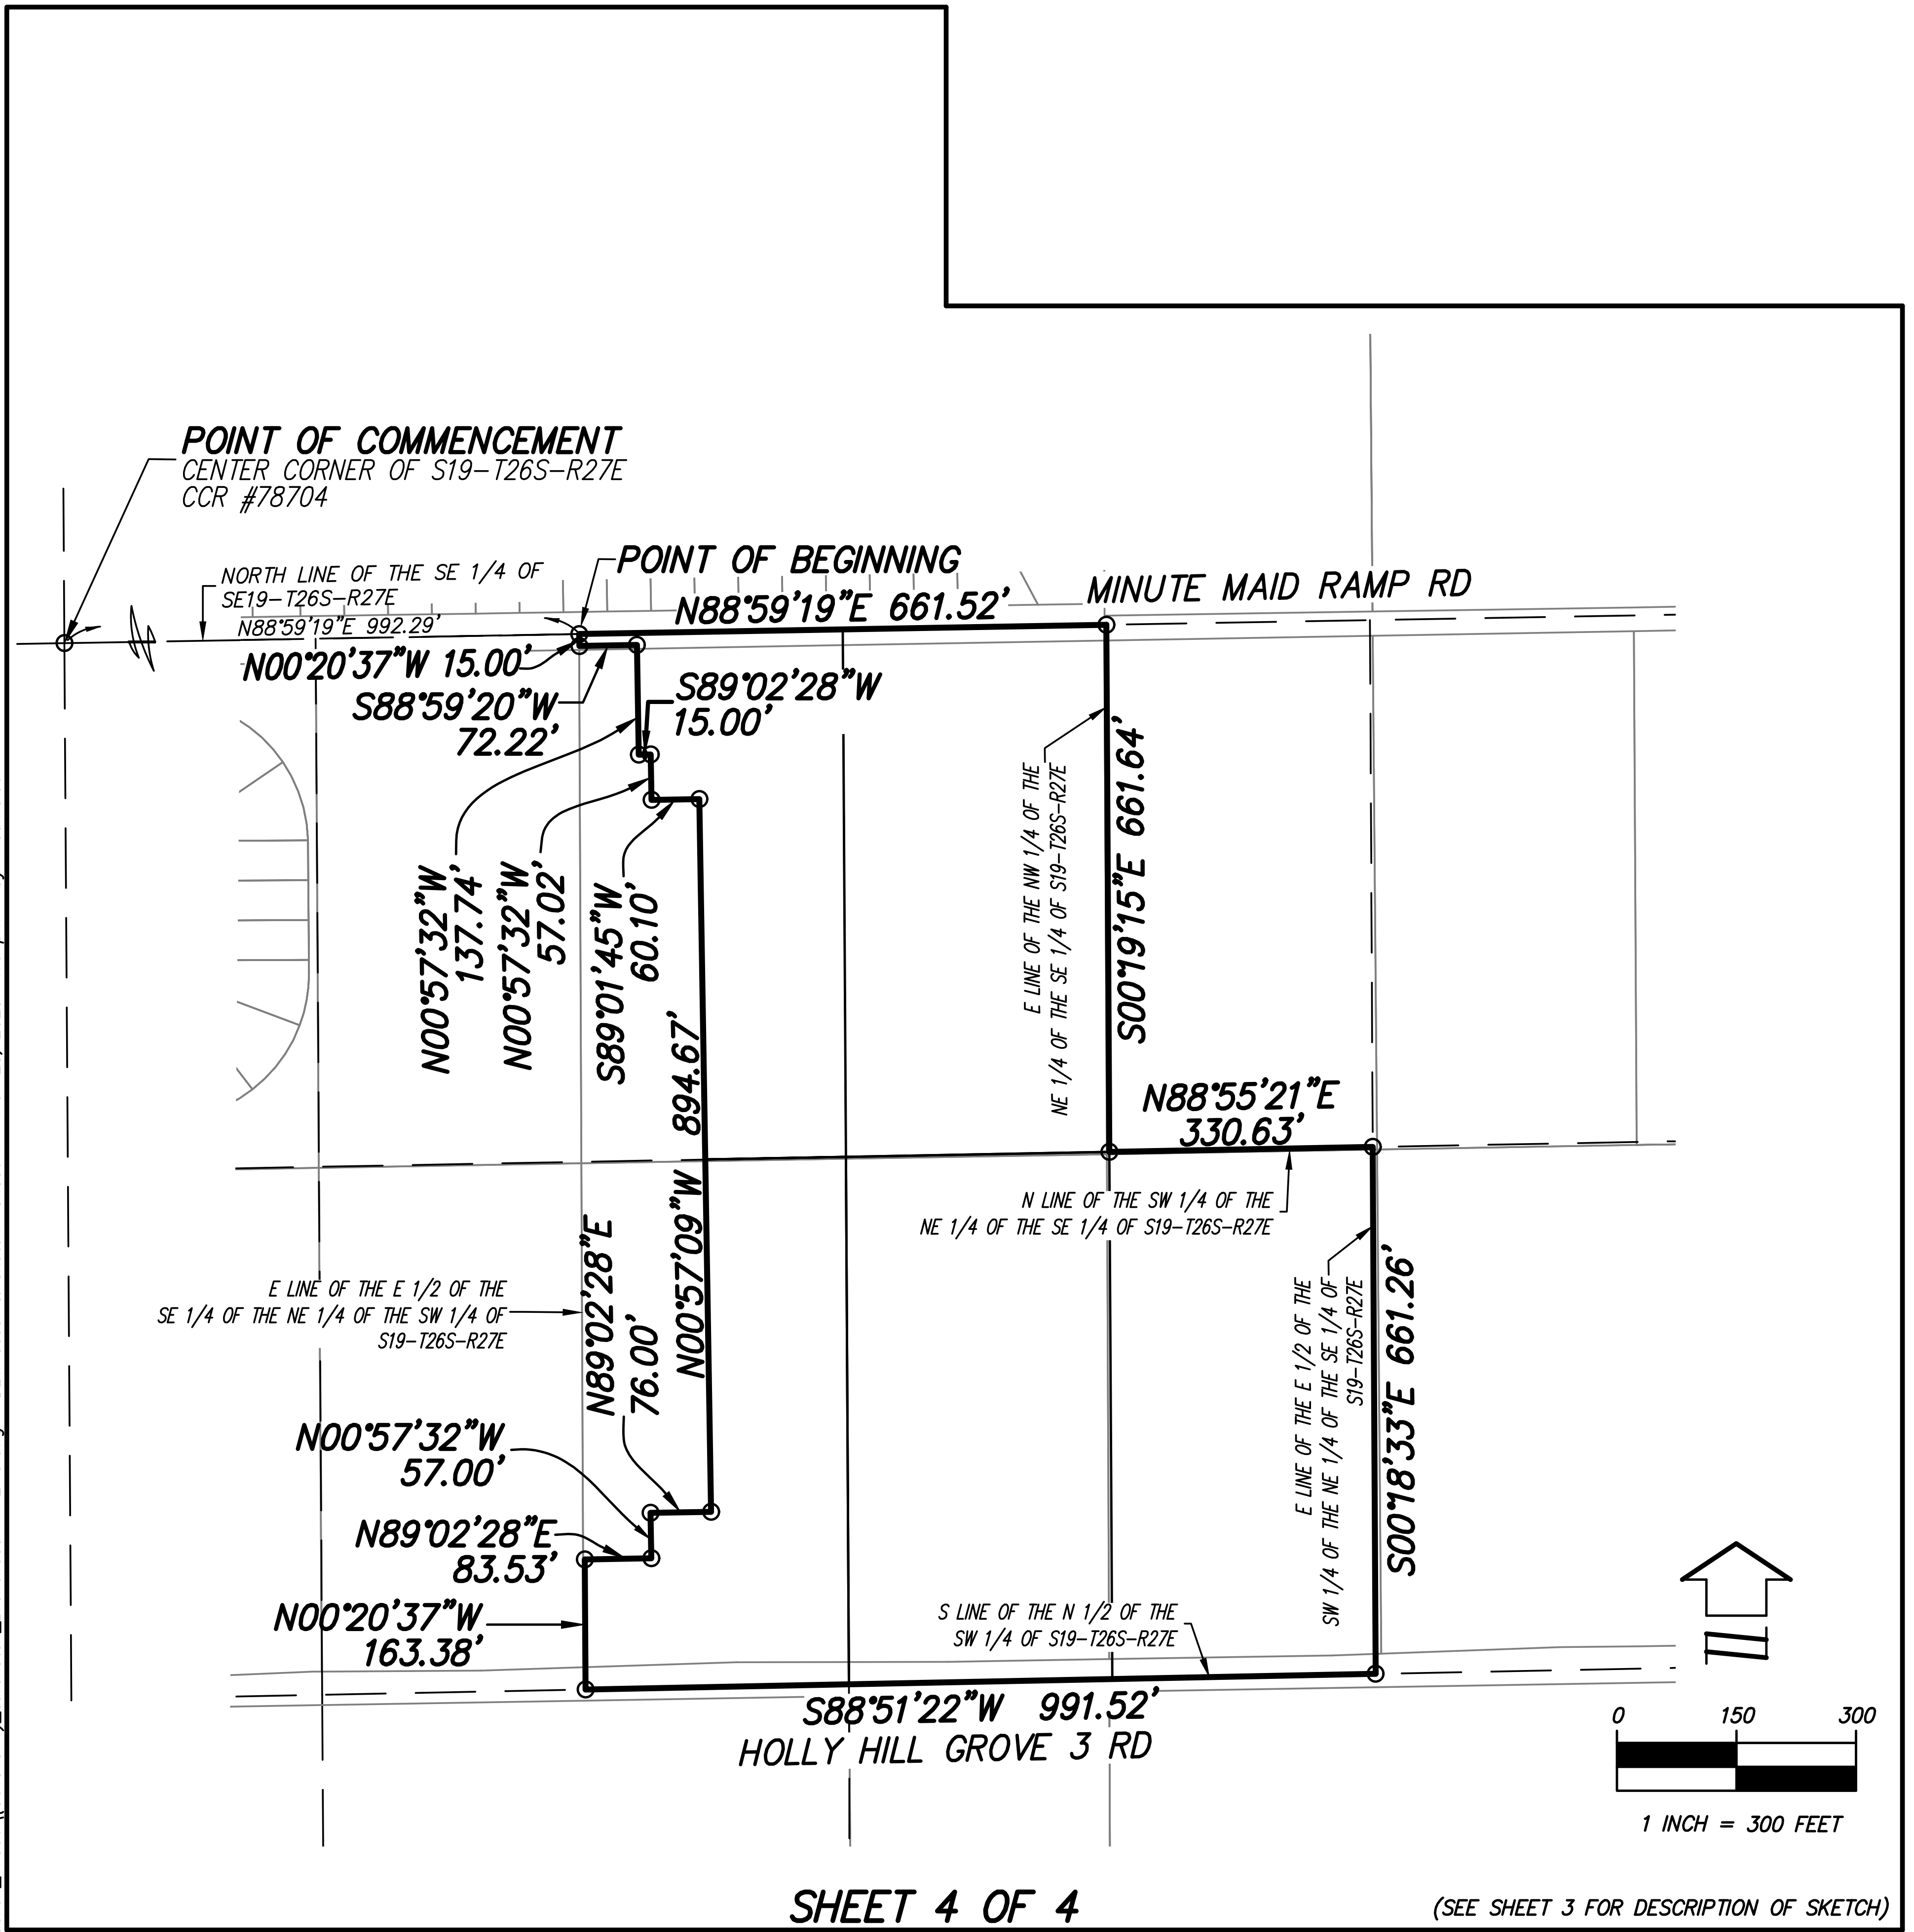 POINT OF COMMENCEMENT
CENTER CORNER OF S19-T26S-R27E
CCR #78704
NORTH LINE OF THE SE 1/4 OF
SE19-T26S-R27E
N88°59'19"E 992.29'
POINT OF BEGINNING
N88°59'19"E 661.52'
MINUTE MAID RAMP RD
N00°20'37"W 15.00'
S88°59'20"W
72.22'
S89°02'28"W
15.00'
N00°57'32"W
137.74'
N00°57'32"W
57.02'
S89°01'45"W
60.10'
N00°57'09"W 894.67'
E LINE OF THE NW 1/4 OF THE
NE 1/4 OF THE SE 1/4 OF S19-T26S-R27E
S00°19'15"E 661.64'
N88°55'21"E
330.63'
N LINE OF THE SW 1/4 OF THE
NE 1/4 OF THE SE 1/4 OF S19-T26S-R27E
E LINE OF THE E 1/2 OF THE
SE 1/4 OF THE NE 1/4 OF THE SW 1/4 OF
S19-T26S-R27E
N89°02'28"E
76.00'
E LINE OF THE E 1/2 OF THE
SW 1/4 OF THE NE 1/4 OF THE SE 1/4 OF
S19-T26S-R27E
S00°18'33"E 661.26'
N00°57'32"W
57.00'
N89°02'28"E
83.53'
N00°20'37"W
163.38'
S LINE OF THE N 1/2 OF THE
SW 1/4 OF S19-T26S-R27E
S88°51'22"W 991.52'
HOLLY HILL GROVE 3 RD
0 150 300
1 INCH = 300 FEET
SHEET 4 OF 4
(SEE SHEET 3 FOR DESCRIPTION OF SKETCH)